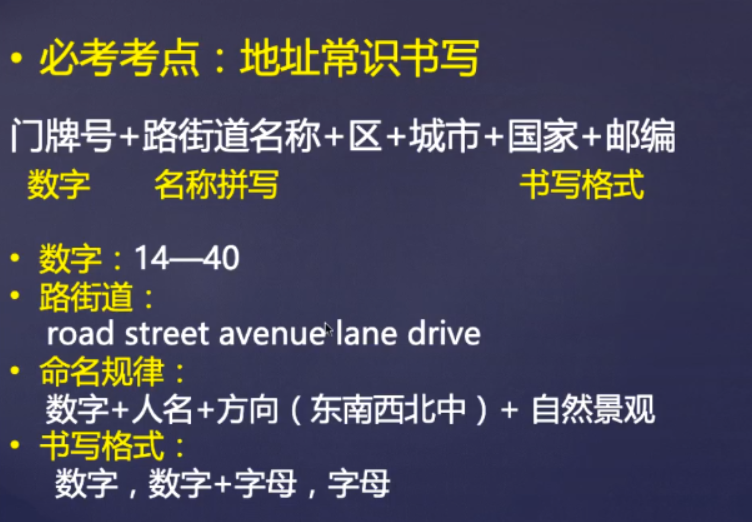 • 必考考点：地址常识书写
门牌号+路街道名称+区+城市+国家+邮编
数字 名称拼写 书写格式
• 数字：14—40
• 路街道：
road street avenue lane drive
• 命名规律：
数字+人名+方向（东南西北中）+ 自然景观
• 书写格式：
数字，数字+字母，字母